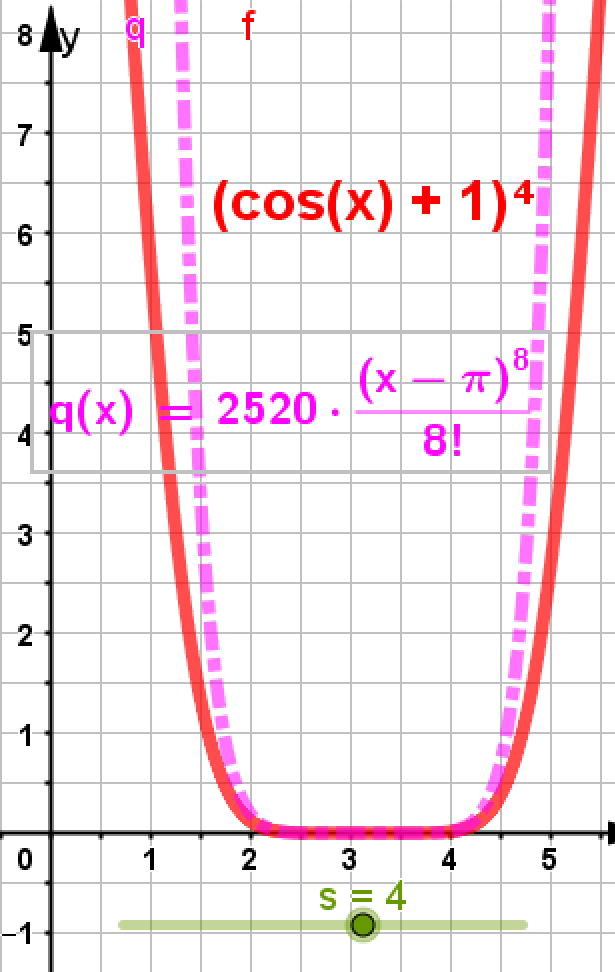 8
y
q
f
7
(cos(x) + 1)⁴
6
5
q(x) = 2520 · (x − π)⁸ / 8!
4
3
2
1
0 1 2 3 4 5
s = 4
–1